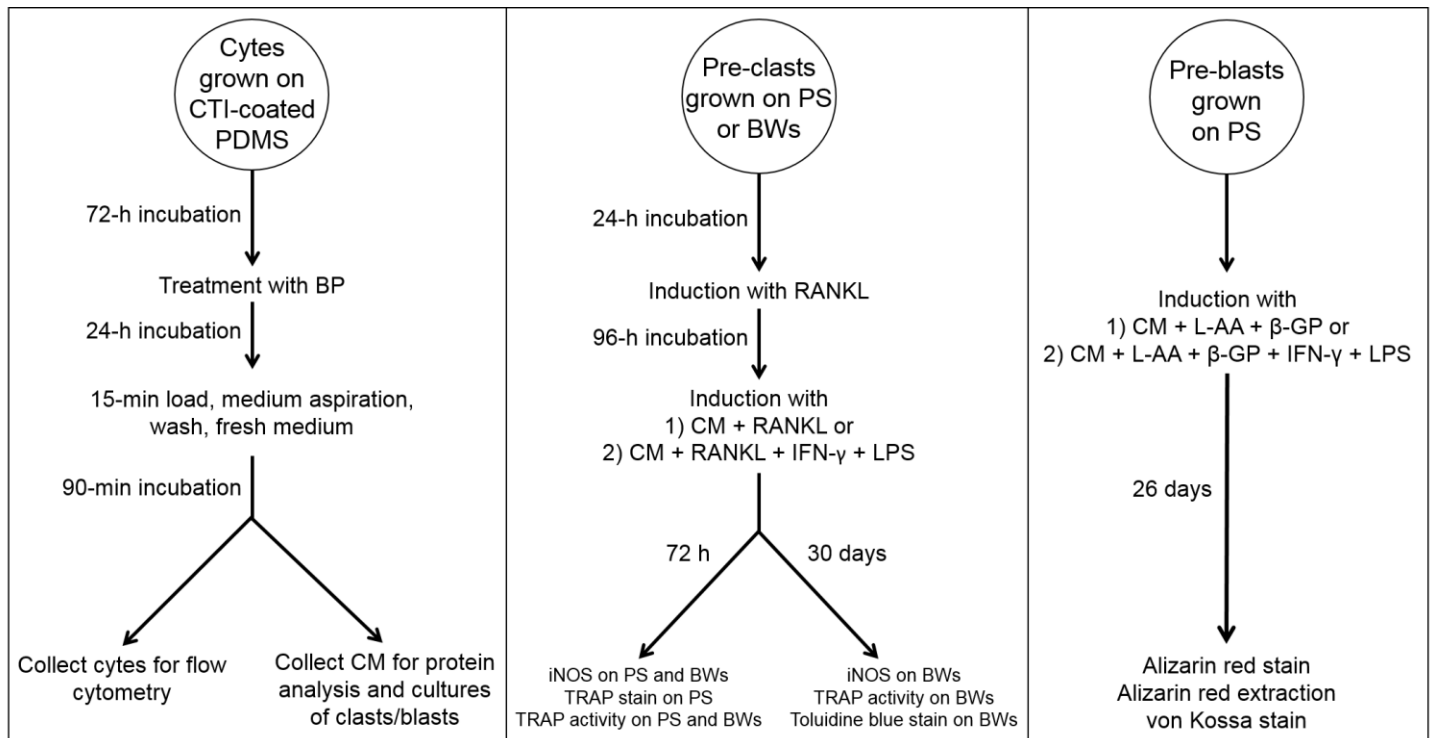 Cytes
grown on
CTI-coated
PDMS
72-h incubation
Treatment with BP
24-h incubation
15-min load, medium aspiration,
wash, fresh medium
90-min incubation
Collect cytes for flow
cytometry
Collect CM for protein
analysis and cultures
of clasts/blasts
Pre-clasts
grown on PS
or BWs
24-h incubation
Induction with RANKL
96-h incubation
Induction with
1) CM + RANKL or
2) CM + RANKL + IFN-γ + LPS
72 h
30 days
iNOS on PS and BWs
TRAP stain on PS
TRAP activity on PS and BWs
iNOS on BWs
TRAP activity on BWs
Toluidine blue stain on BWs
Pre-blasts
grown
on PS
Induction with
1) CM + L-AA + β-GP or
2) CM + L-AA + β-GP + IFN-γ + LPS
26 days
Alizarin red stain
Alizarin red extraction
von Kossa stain